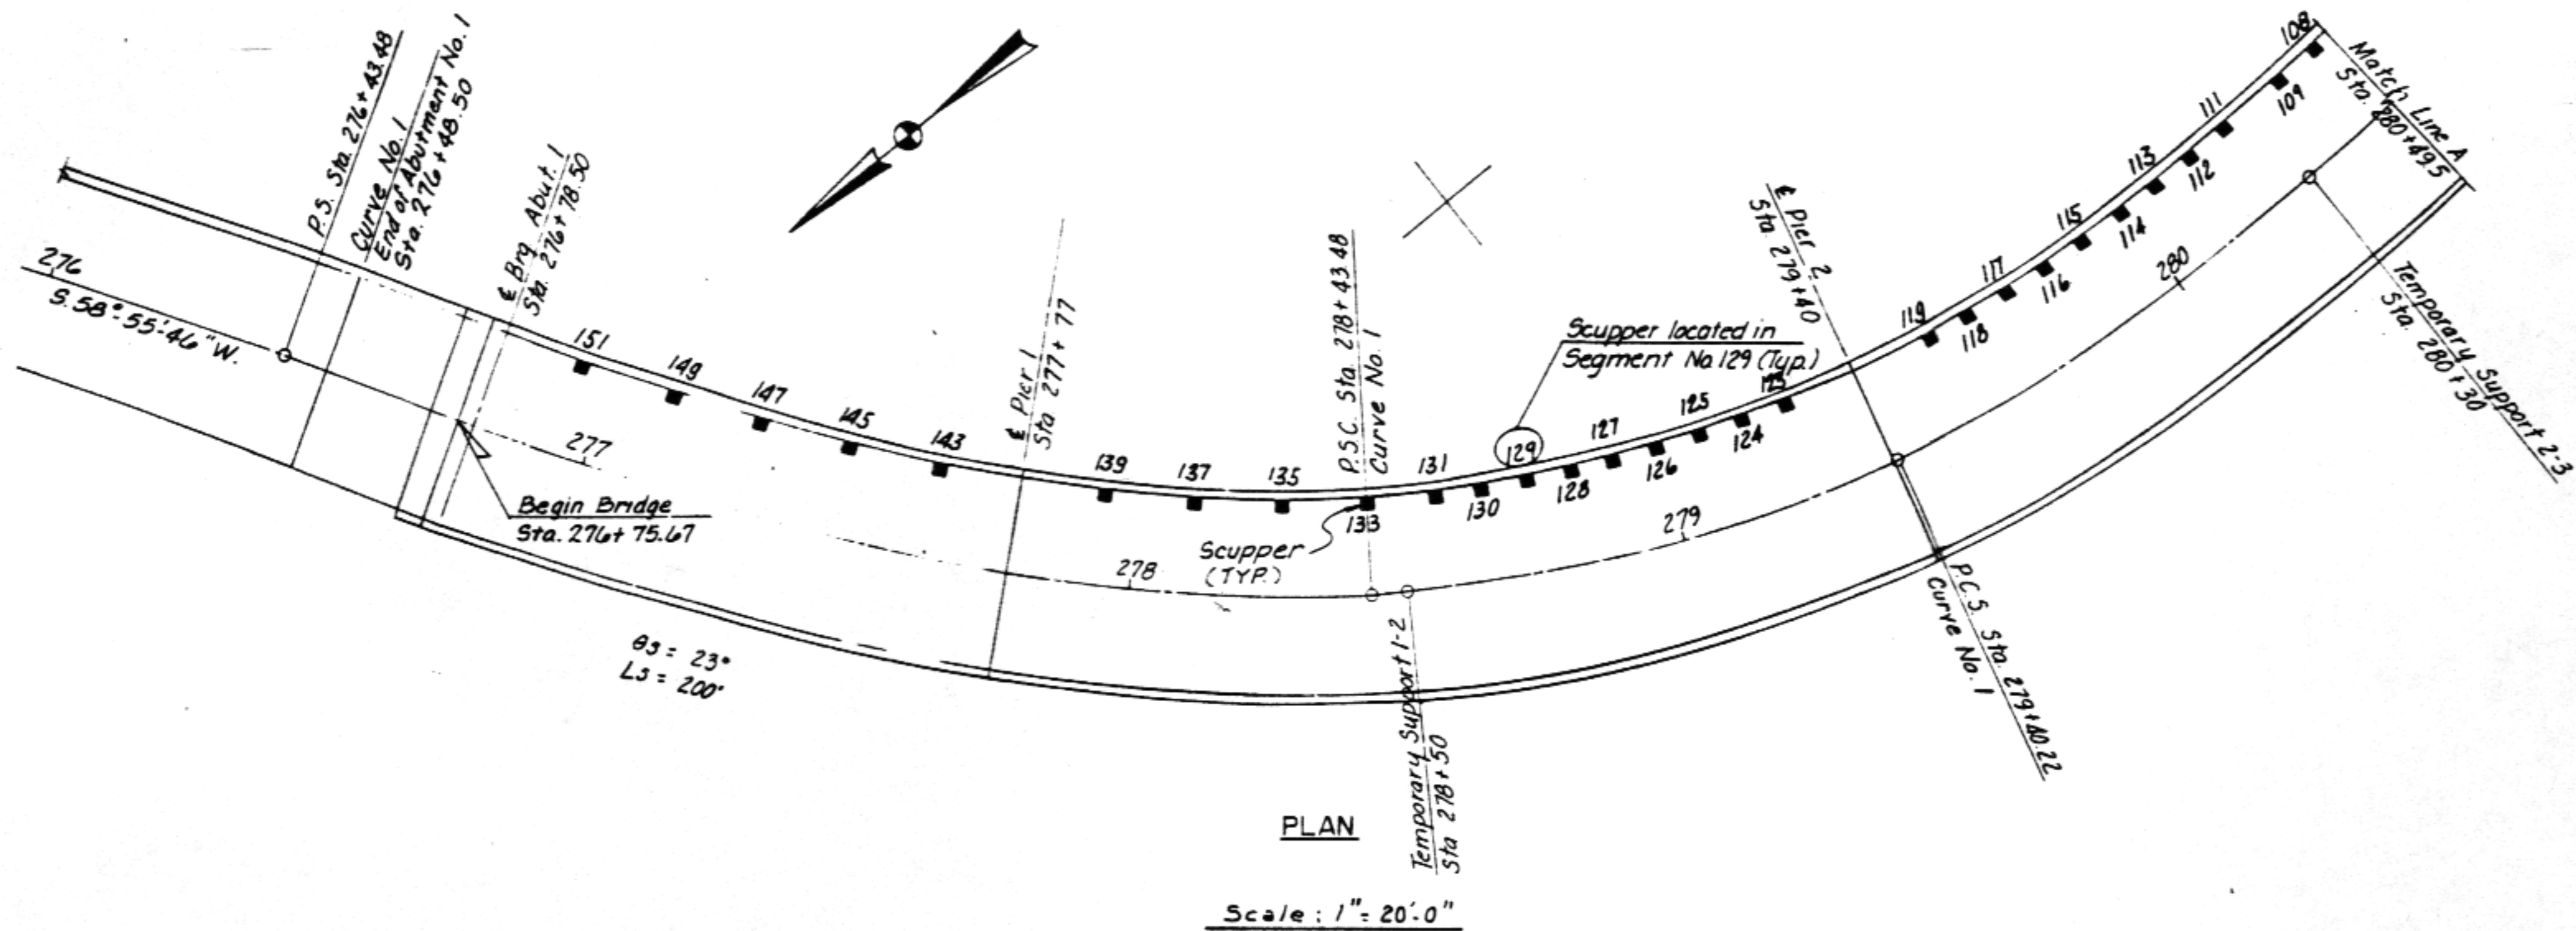 P.S. Sta. 276+43.48
Curve No. 1
End of Abutment No. 1
Sta. 276+48.50
℄ Brg. Abut. 1
Sta. 276+78.50
276
S. 58°-55'-46"W.
277
Begin Bridge
Sta. 276+75.67
θs = 23°
Ls = 200'
151
149
147
145
143
℄ Pier 1
Sta 277+77
139
137
135
133
278
Scupper
(TYP.)
P.S.C. Sta. 278+43.48
Curve No. 1
131
130
129
128
127
126
125
124
123
Scupper located in
Segment No. 129 (Typ.)
Temporary Support 1-2
Sta 278+50
279
℄ Pier 2
Sta. 279+40
P.C.S. Sta. 279+40.22
Curve No. 1
119
118
117
116
115
114
113
112
111
109
108
280
Match Line A
Sta. 280+49.5
Temporary Support 2-3
Sta. 280+30
PLAN
Scale: 1"=20'-0"